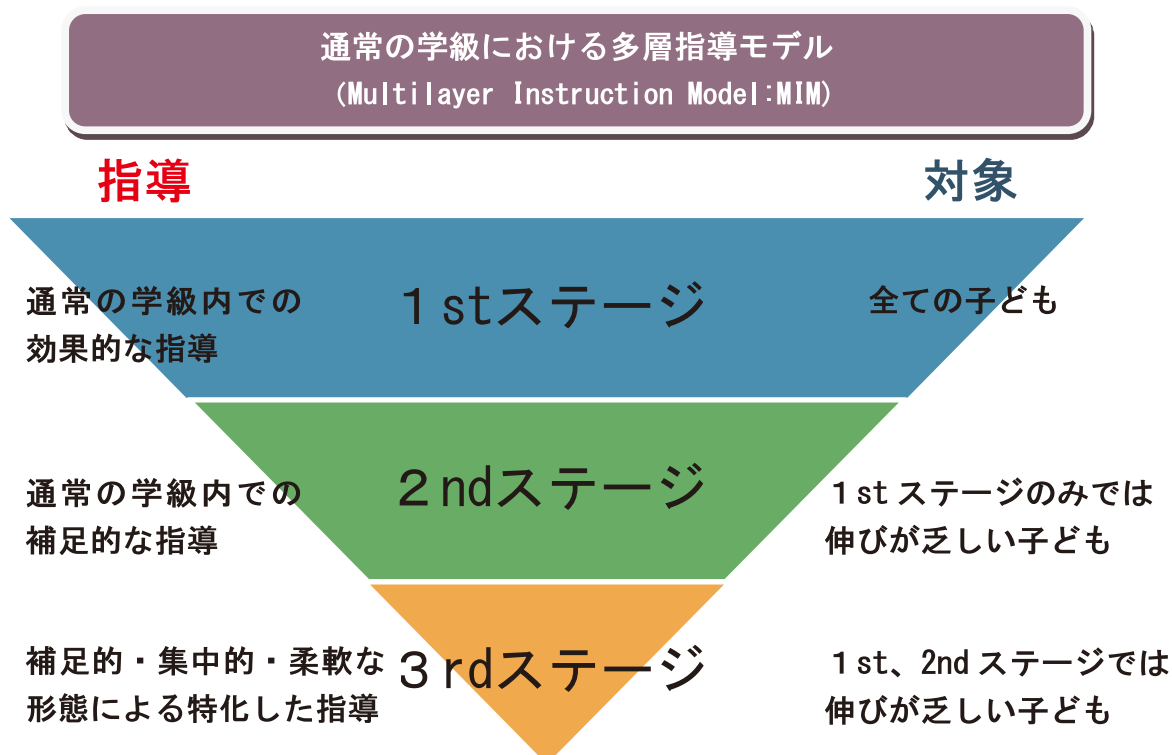 通常の学級における多層指導モデル
(Multilayer Instruction Model:MIM)
指導
対象
通常の学級内での
効果的な指導
1stステージ
全ての子ども
通常の学級内での
補足的な指導
2ndステージ
1st ステージのみでは
伸びが乏しい子ども
補足的・集中的・柔軟な
形態による特化した指導
3rdステージ
1st、2nd ステージでは
伸びが乏しい子ども